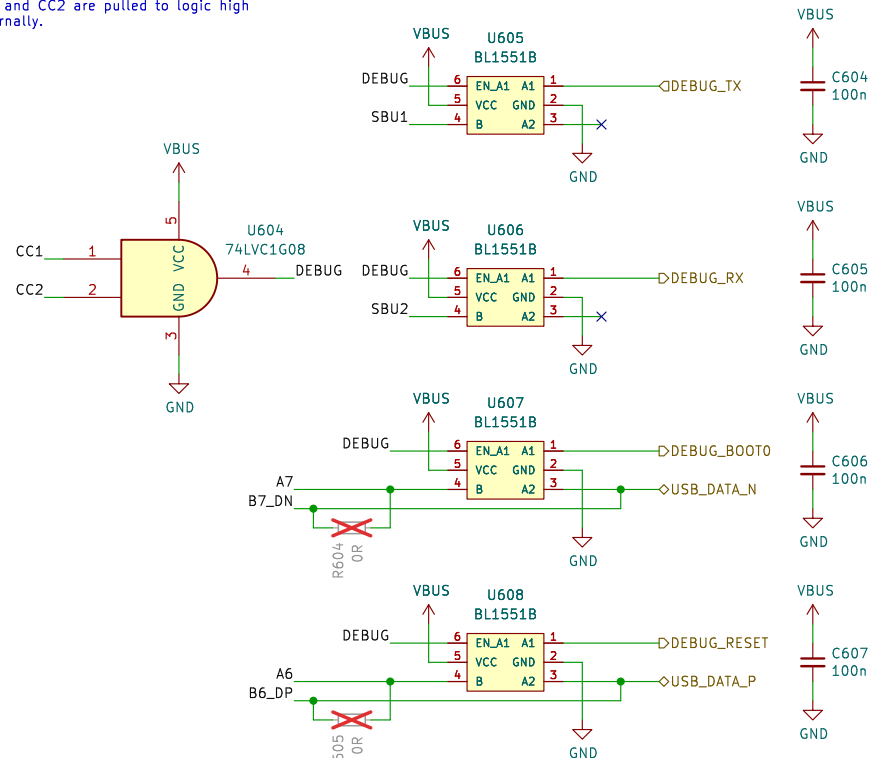 and CC2 are pulled to logic high
rnally.
VBUS
U605
BL1551B
DEBUG
6 EN_A1 A1 1
DEBUG_TX
5 VCC GND 2
SBU1
4 B A2 3
GND
VBUS
C604
100n
GND
VBUS
5
U604
74LVC1G08
CC1
1
VCC
4
DEBUG
CC2
2
GND
3
GND
VBUS
U606
BL1551B
DEBUG
6 EN_A1 A1 1
DEBUG_RX
5 VCC GND 2
SBU2
4 B A2 3
GND
VBUS
C605
100n
GND
VBUS
U607
BL1551B
DEBUG
6 EN_A1 A1 1
DEBUG_BOOT0
5 VCC GND 2
A7
4 B A2 3
USB_DATA_N
B7_DN
R604
0R
GND
VBUS
C606
100n
GND
VBUS
U608
BL1551B
DEBUG
6 EN_A1 A1 1
DEBUG_RESET
5 VCC GND 2
A6
4 B A2 3
USB_DATA_P
B6_DP
605
0R
GND
VBUS
C607
100n
GND